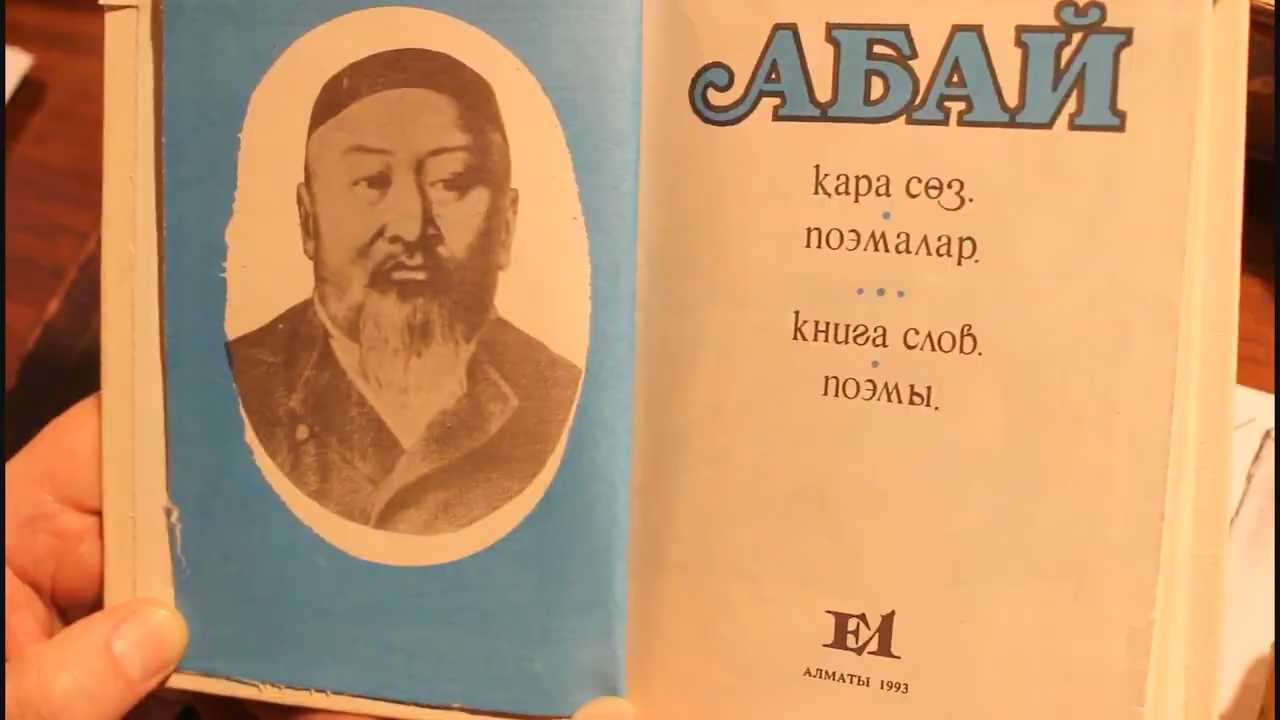 АБАЙ
қара сөз.
поэмалар.
книга слов.
поэмы.
ЕЛ
АЛМАТЫ 1993